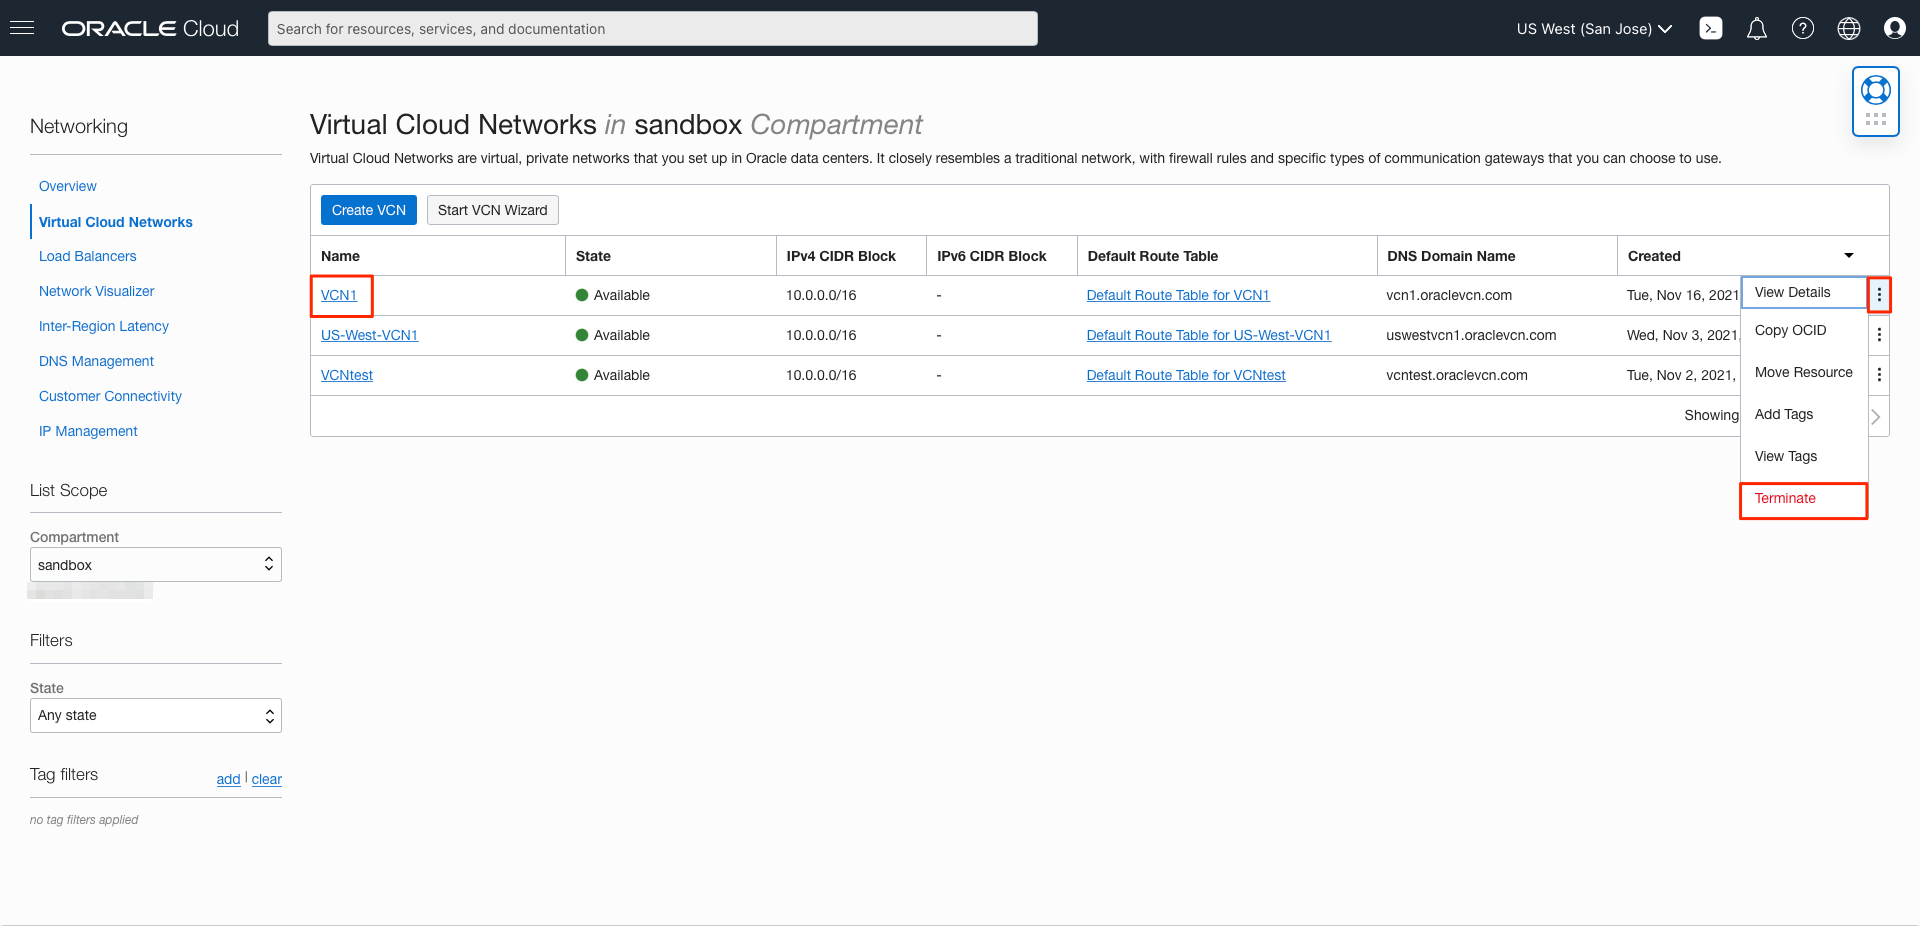 ORACLE Cloud
Search for resources, services, and documentation
US West (San Jose)
Networking
Overview
Virtual Cloud Networks
Load Balancers
Network Visualizer
Inter-Region Latency
DNS Management
Customer Connectivity
IP Management
List Scope
Compartment
sandbox
Filters
State
Any state
Tag filters
add | clear
no tag filters applied
Virtual Cloud Networks in sandbox Compartment
Virtual Cloud Networks are virtual, private networks that you set up in Oracle data centers. It closely resembles a traditional network, with firewall rules and specific types of communication gateways that you can choose to use.
Create VCN Start VCN Wizard
Name State IPv4 CIDR Block IPv6 CIDR Block Default Route Table DNS Domain Name Created
VCN1 Available 10.0.0.0/16 - Default Route Table for VCN1 vcn1.oraclevcn.com Tue, Nov 16, 2021
US-West-VCN1 Available 10.0.0.0/16 - Default Route Table for US-West-VCN1 uswestvcn1.oraclevcn.com Wed, Nov 3, 2021,
VCNtest Available 10.0.0.0/16 - Default Route Table for VCNtest vcntest.oraclevcn.com Tue, Nov 2, 2021,
Showing
View Details
Copy OCID
Move Resource
Add Tags
View Tags
Terminate